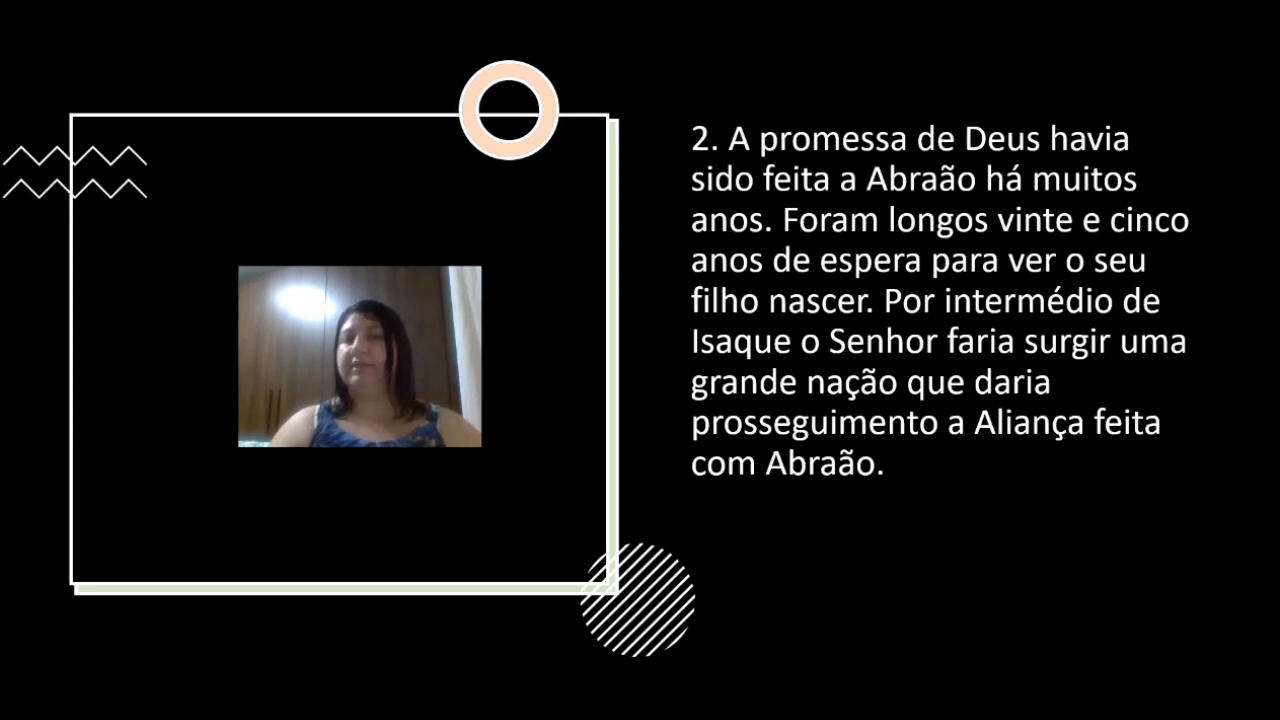 2. A promessa de Deus havia
sido feita a Abraão há muitos
anos. Foram longos vinte e cinco
anos de espera para ver o seu
filho nascer. Por intermédio de
Isaque o Senhor faria surgir uma
grande nação que daria
prosseguimento a Aliança feita
com Abraão.